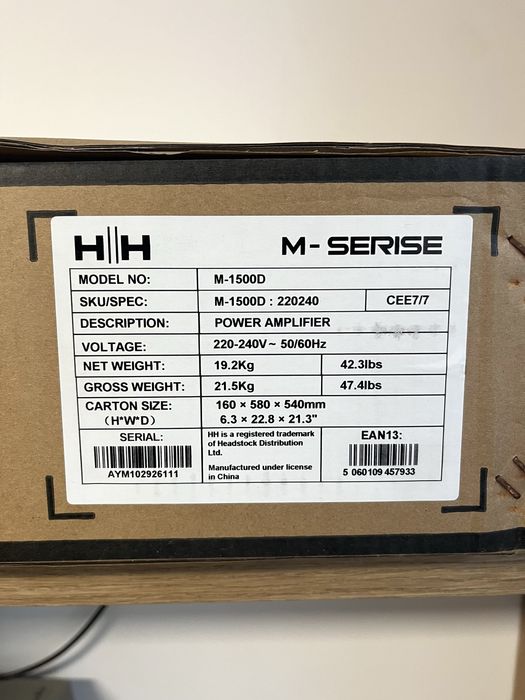 H||H M- SERISE
MODEL NO: M-1500D
SKU/SPEC: M-1500D : 220240 CEE7/7
DESCRIPTION: POWER AMPLIFIER
VOLTAGE: 220-240V~ 50/60Hz
NET WEIGHT: 19.2Kg 42.3lbs
GROSS WEIGHT: 21.5Kg 47.4lbs
CARTON SIZE: 160 × 580 × 540mm
(H*W*D) 6.3 × 22.8 × 21.3"
SERIAL:
AYM102926111
HH is a registered trademark
of Headstock Distribution
Ltd.
Manufactured under license
in China
EAN13:
5 060109 457933